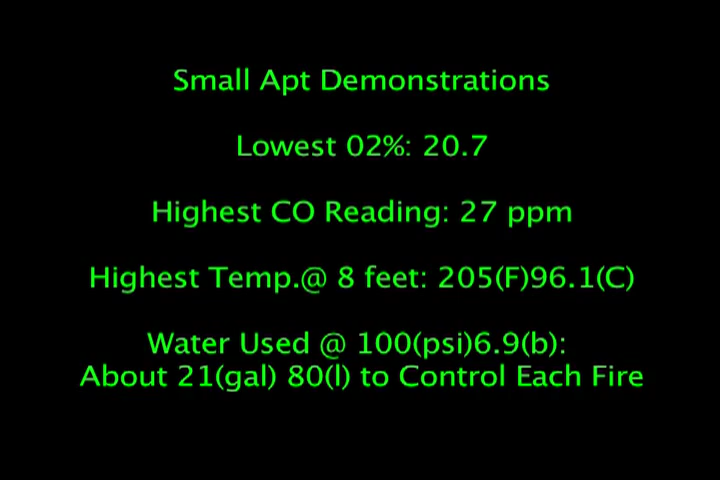 Small Apt Demonstrations
Lowest 02%: 20.7
Highest CO Reading: 27 ppm
Highest Temp.@ 8 feet: 205(F)96.1(C)
Water Used @ 100(psi)6.9(b):
About 21(gal) 80(l) to Control Each Fire